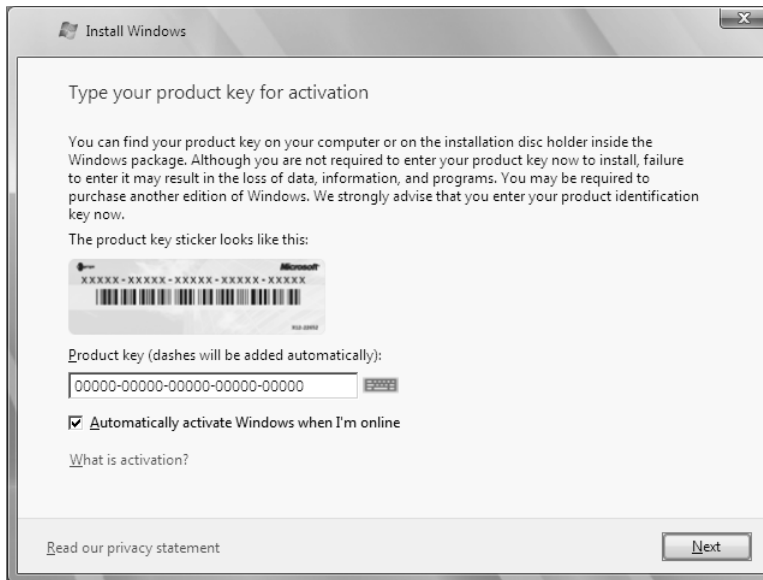 Install Windows
Type your product key for activation
You can find your product key on your computer or on the installation disc holder inside the
Windows package. Although you are not required to enter your product key now to install, failure
to enter it may result in the loss of data, information, and programs. You may be required to
purchase another edition of Windows. We strongly advise that you enter your product identification
key now.
The product key sticker looks like this:
Microsoft
XXXXX-XXXXX-XXXXX-XXXXX-XXXXX
Product key (dashes will be added automatically):
00000-00000-00000-00000-00000
Automatically activate Windows when I'm online
What is activation?
Read our privacy statement
Next